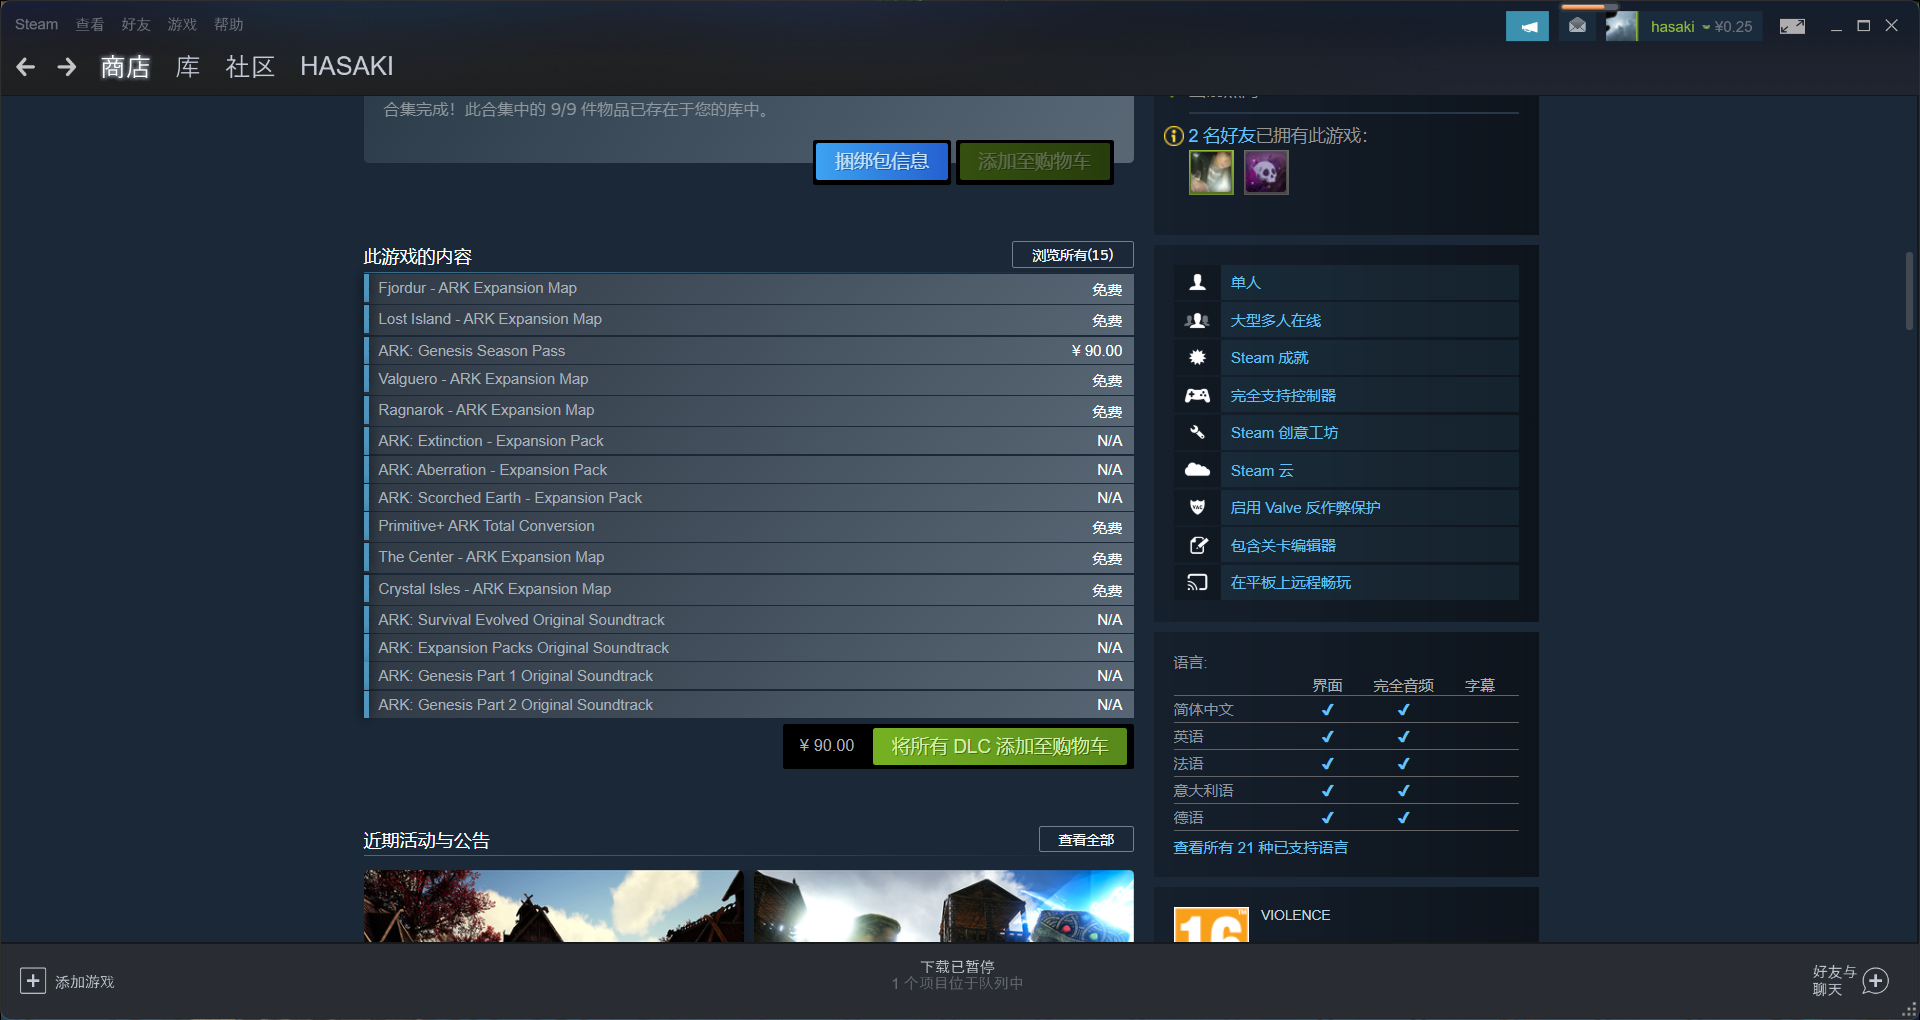 Steam 查看 好友 游戏 帮助
hasaki ¥0.25
商店 库 社区 HASAKI
合集完成！此合集中的 9/9 件物品已存在于您的库中。
捆绑包信息 添加至购物车
2 名好友已拥有此游戏：
此游戏的内容 浏览所有(15)
Fjordur - ARK Expansion Map 免费
Lost Island - ARK Expansion Map 免费
ARK: Genesis Season Pass ¥ 90.00
Valguero - ARK Expansion Map 免费
Ragnarok - ARK Expansion Map 免费
ARK: Extinction - Expansion Pack N/A
ARK: Aberration - Expansion Pack N/A
ARK: Scorched Earth - Expansion Pack N/A
Primitive+ ARK Total Conversion 免费
The Center - ARK Expansion Map 免费
Crystal Isles - ARK Expansion Map 免费
ARK: Survival Evolved Original Soundtrack N/A
ARK: Expansion Packs Original Soundtrack N/A
ARK: Genesis Part 1 Original Soundtrack N/A
ARK: Genesis Part 2 Original Soundtrack N/A
¥ 90.00 将所有 DLC 添加至购物车
近期活动与公告 查看全部
单人
大型多人在线
Steam 成就
完全支持控制器
Steam 创意工坊
Steam 云
VAC 启用 Valve 反作弊保护
包含关卡编辑器
在平板上远程畅玩
语言:
界面 完全音频 字幕
简体中文 ✔ ✔
英语 ✔ ✔
法语 ✔ ✔
意大利语 ✔ ✔
德语 ✔ ✔
查看所有 21 种已支持语言
16 VIOLENCE
添加游戏
下载已暂停
1 个项目位于队列中
好友与
聊天